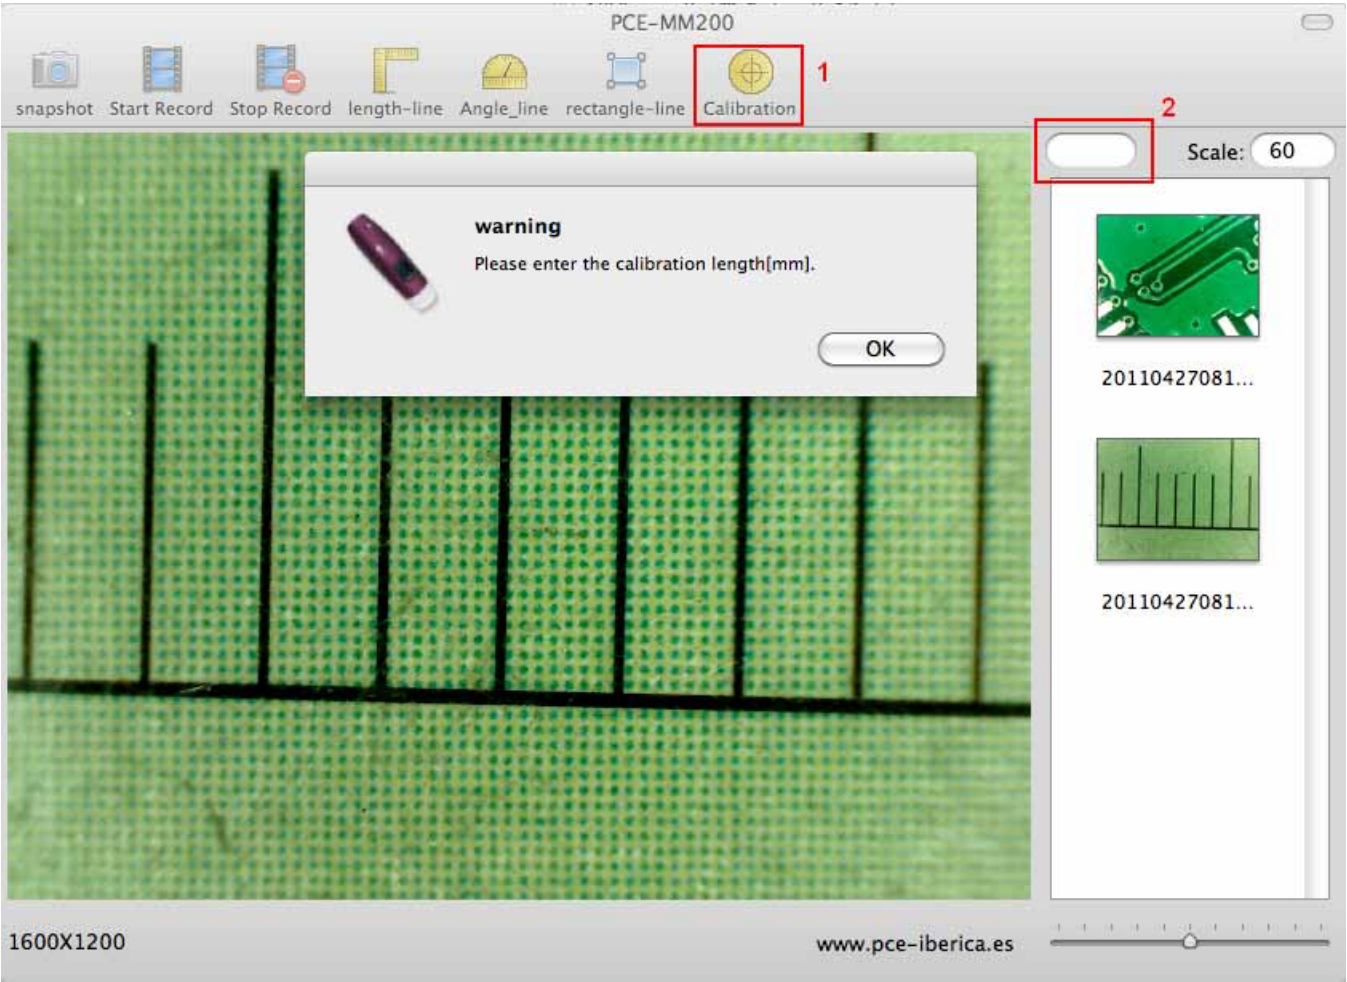 PCE-MM200
snapshot Start Record Stop Record length-line Angle_line rectangle-line Calibration 1
2
Scale: 60
warning
Please enter the calibration length[mm].
OK
20110427081...
20110427081...
1600X1200 www.pce-iberica.es